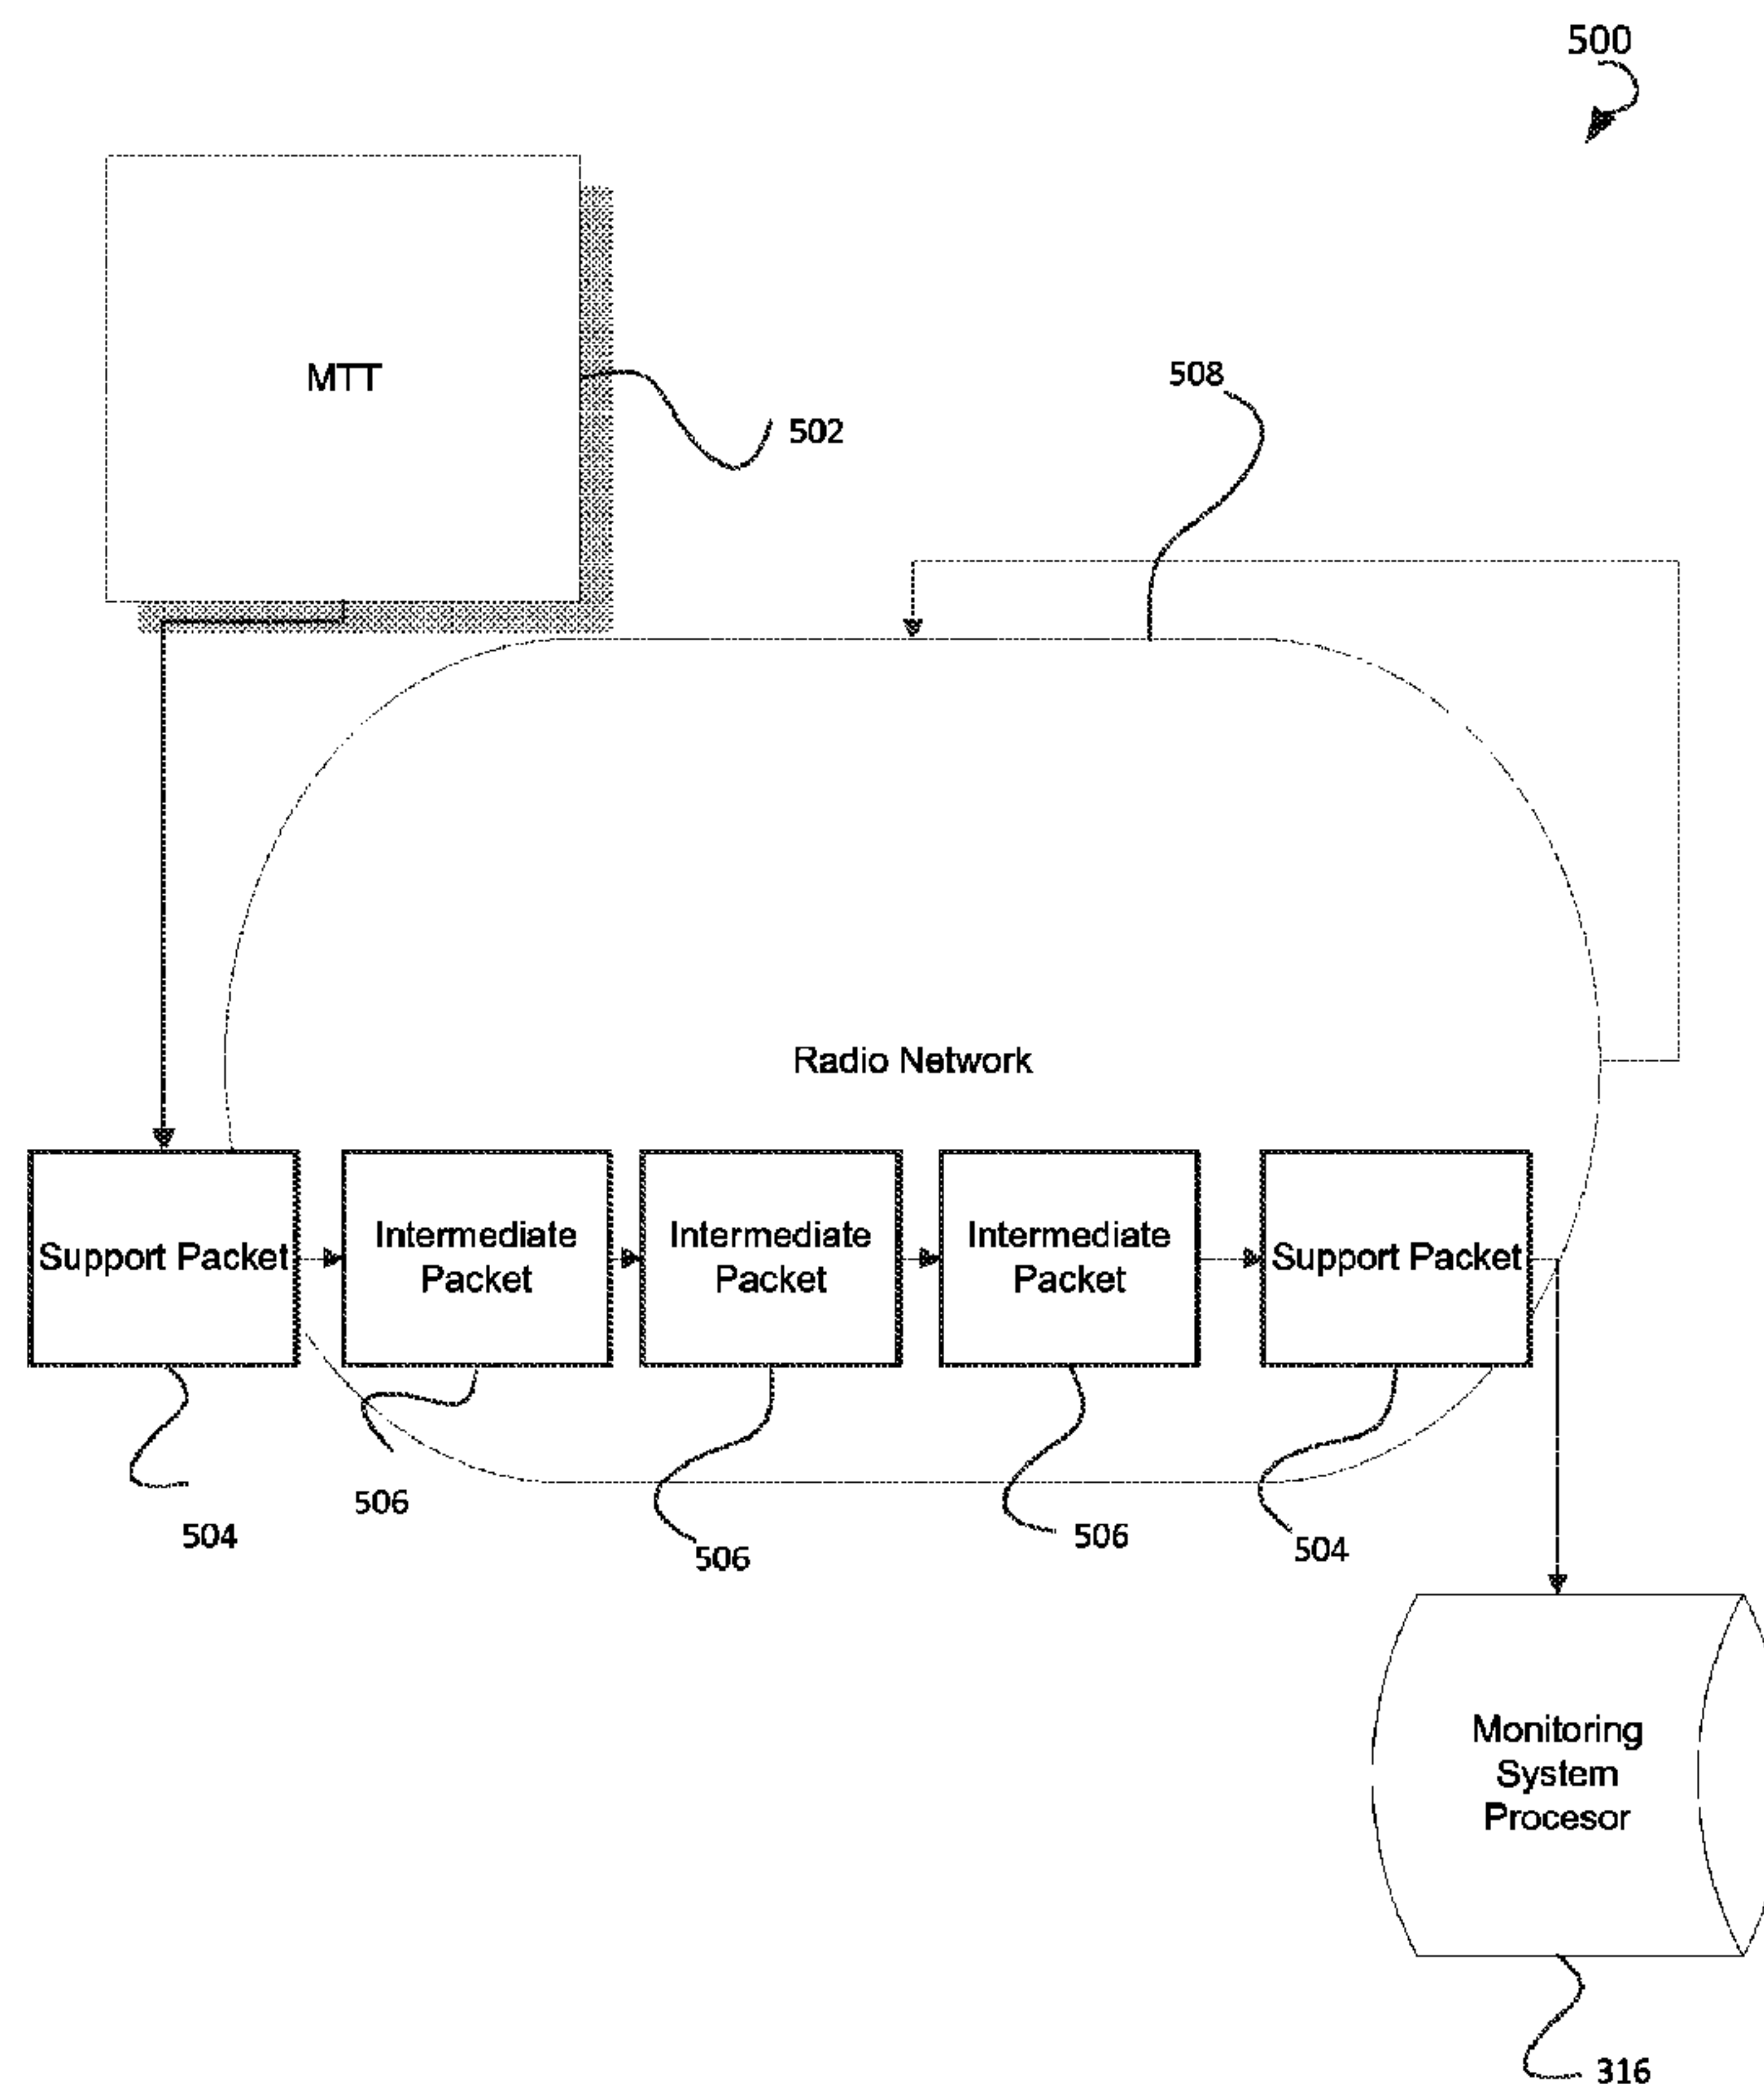 500
MTT
502
508
Radio Network
Support Packet
Intermediate
Packet
Intermediate
Packet
Intermediate
Packet
Support Packet
504
506
506
506
504
Monitoring
System
Procesor
316